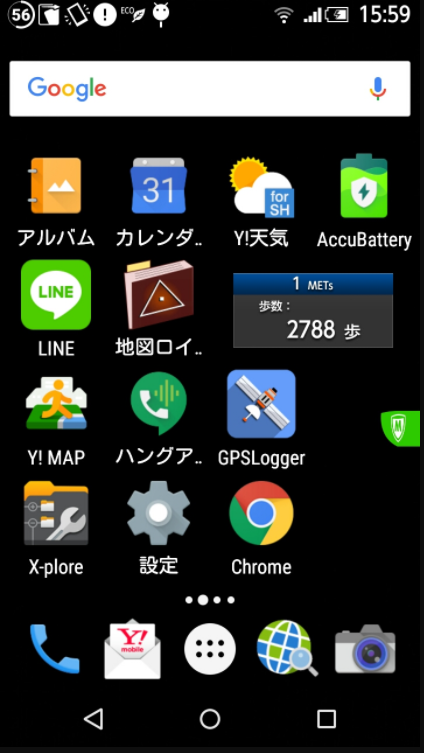 56
ECO
15:59
Google
31
for
SH
アルバム
カレンダ..
Y!天気
AccuBattery
LINE
1 METs
歩数：
2788 歩
LINE
地図ロイ..
M
Y! MAP
ハングア..
GPSLogger
X-plore
設定
Chrome
Y!
mobile